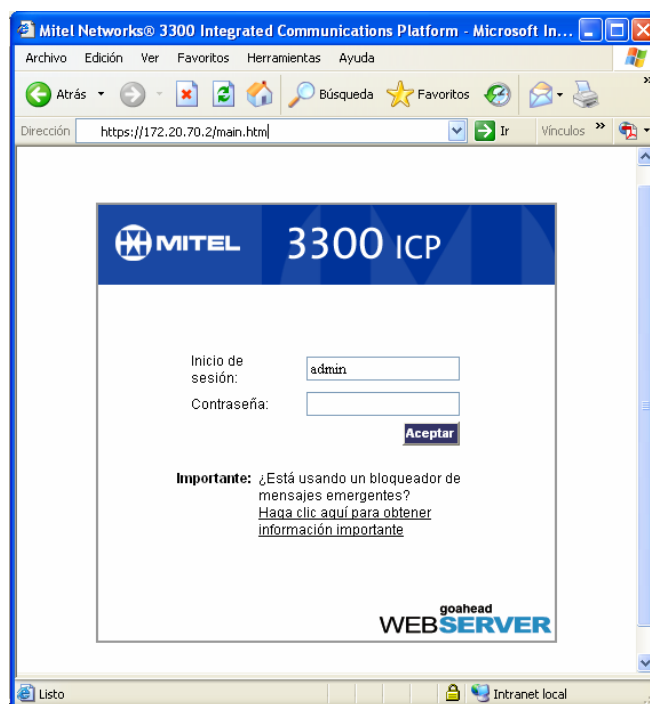 Mitel Networks® 3300 Integrated Communications Platform - Microsoft In...
Archivo Edición Ver Favoritos Herramientas Ayuda
Atrás Búsqueda Favoritos
Dirección https://172.20.70.2/main.htm Ir Vínculos
MITEL 3300 ICP
Inicio de
sesión:
admin
Contraseña:
Aceptar
Importante: ¿Está usando un bloqueador de
mensajes emergentes?
Haga clic aquí para obtener
información importante
goahead
WEBSERVER
Listo Intranet local